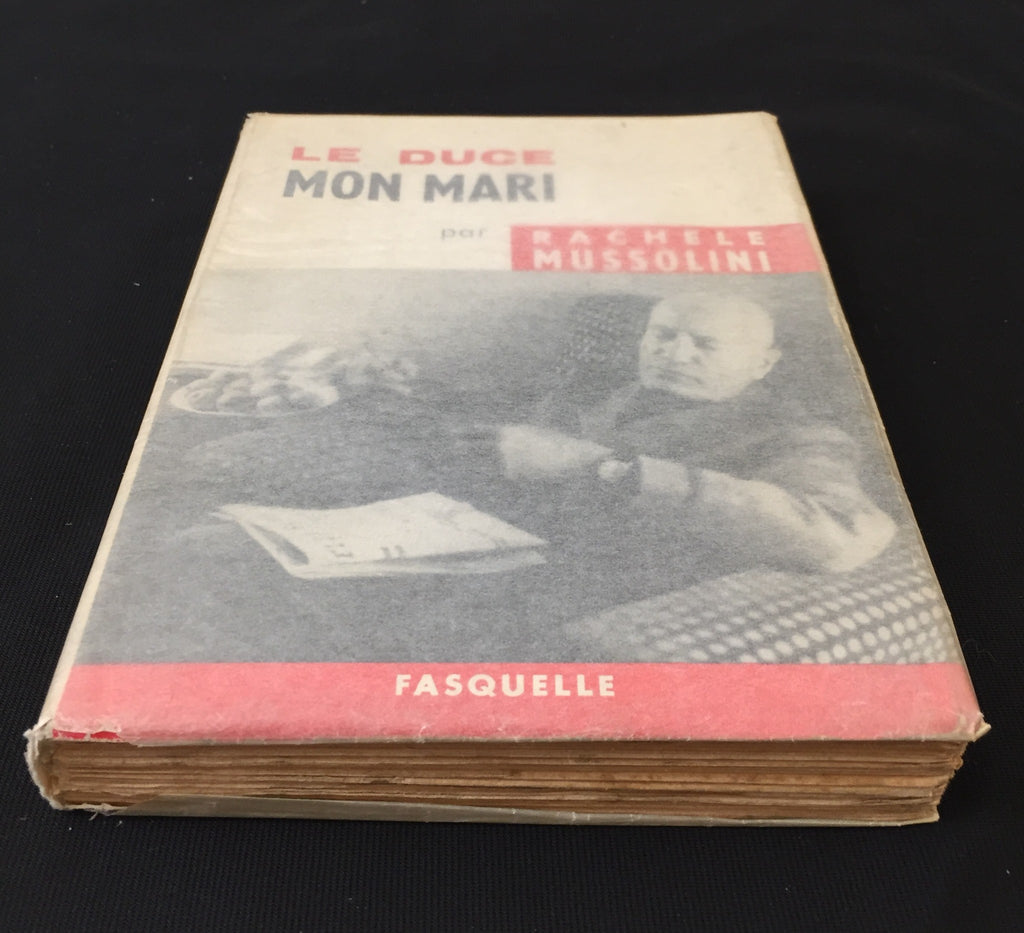 LE DUCE
MON MARI
par RACHELE
MUSSOLINI
FASQUELLE